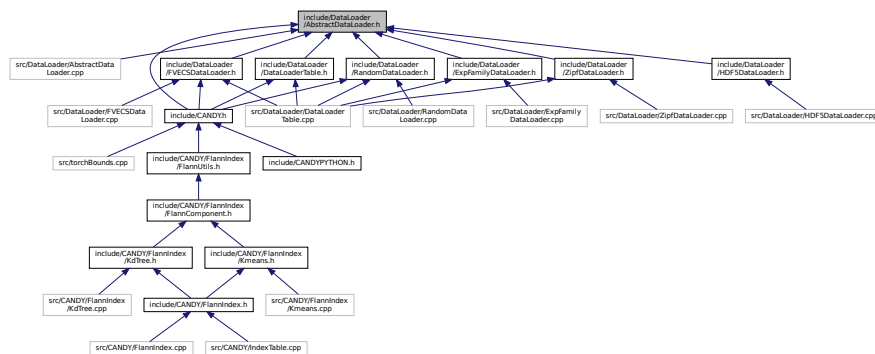 include/DataLoader
/AbstractDataLoader.h
src/DataLoader/AbstractData
Loader.cpp
include/DataLoader
/FVECSDataLoader.h
include/DataLoader
/DataLoaderTable.h
include/DataLoader
/RandomDataLoader.h
include/DataLoader
/ExpFamilyDataLoader.h
include/DataLoader
/ZipfDataLoader.h
include/DataLoader
/HDF5DataLoader.h
src/DataLoader/FVECSData
Loader.cpp
include/CANDY.h
src/DataLoader/DataLoader
Table.cpp
src/DataLoader/RandomData
Loader.cpp
src/DataLoader/ExpFamily
DataLoader.cpp
src/DataLoader/ZipfDataLoader.cpp
src/DataLoader/HDF5DataLoader.cpp
src/torchBounds.cpp
include/CANDY/FlannIndex
/FlannUtils.h
include/CANDYPYTHON.h
include/CANDY/FlannIndex
/FlannComponent.h
include/CANDY/FlannIndex
/KdTree.h
include/CANDY/FlannIndex
/Kmeans.h
src/CANDY/FlannIndex
/KdTree.cpp
include/CANDY/FlannIndex.h
src/CANDY/FlannIndex
/Kmeans.cpp
src/CANDY/FlannIndex.cpp
src/CANDY/IndexTable.cpp